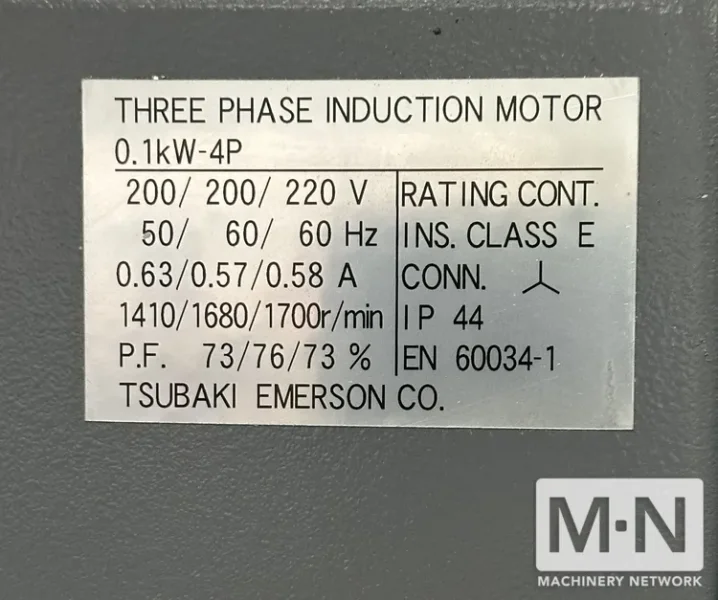 THREE PHASE INDUCTION MOTOR
0.1kW-4P
200/ 200/ 220 V RATING CONT.
50/ 60/ 60 Hz INS. CLASS E
0.63/0.57/0.58 A CONN.
1410/1680/1700r/min IP 44
P.F. 73/76/73 % EN 60034-1
TSUBAKI EMERSON CO.
M·N
MACHINERY NETWORK